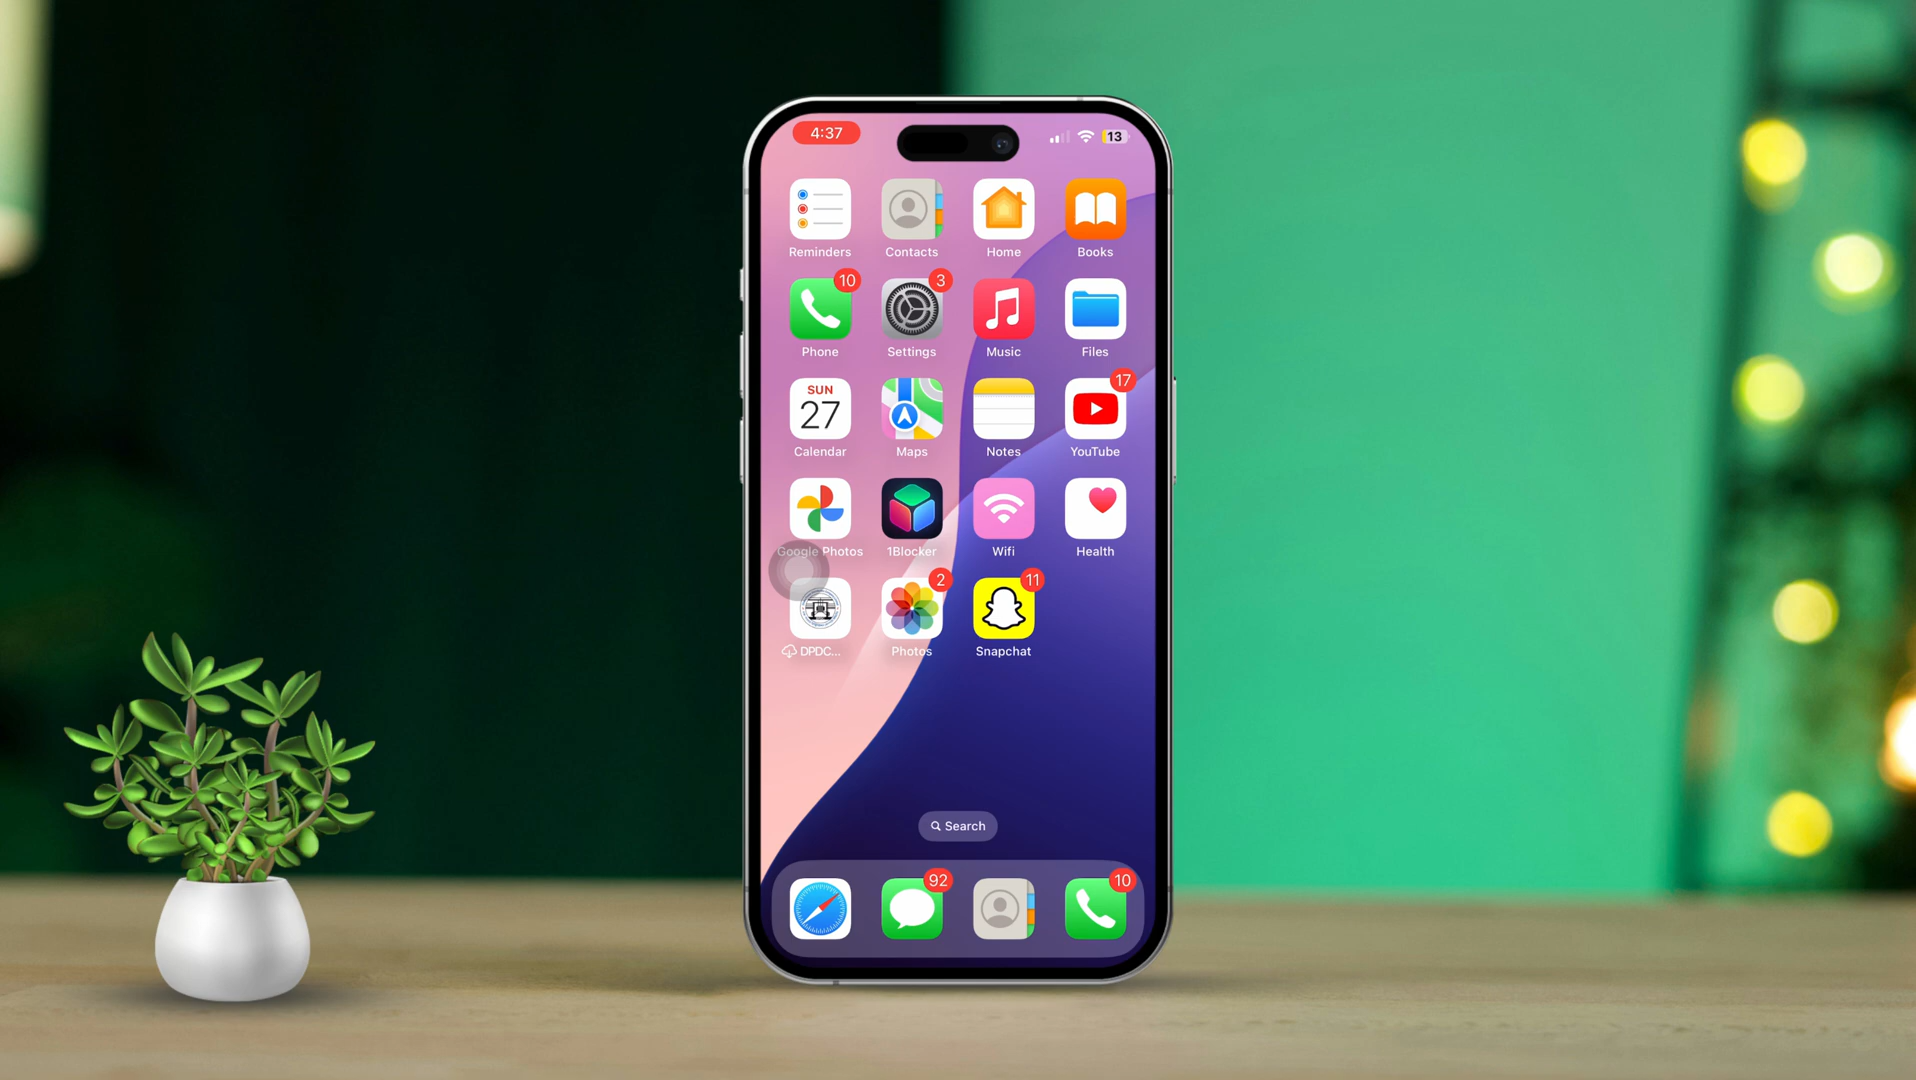 4:37
13
Reminders Contacts Home Books
10 3
Phone Settings Music Files
17
SUN
27
Calendar Maps Notes YouTube
Google Photos 1Blocker Wifi Health
2 11
DPDC... Photos Snapchat
Search
92 10